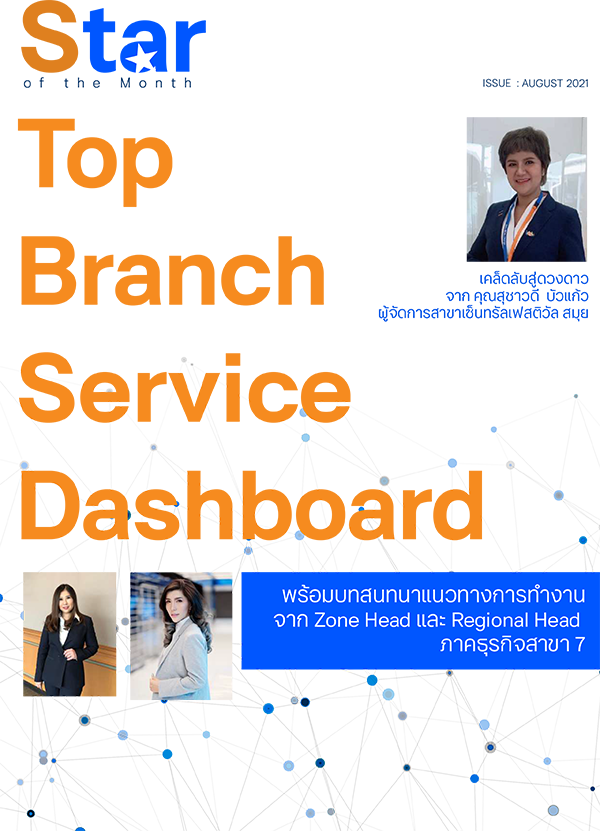 Star
of the Month
ISSUE : AUGUST 2021
Top
Branch
Service
Dashboard
เคล็ดลับสู่ดวงดาว
จาก คุณสุชาวดี บัวแก้ว
ผู้จัดการสาขาเซ็นทรัลเฟสติวัล สมุย
พร้อมบทสนทนาแนวทางการทำงาน
จาก Zone Head และ Regional Head
ภาคธุรกิจสาขา 7